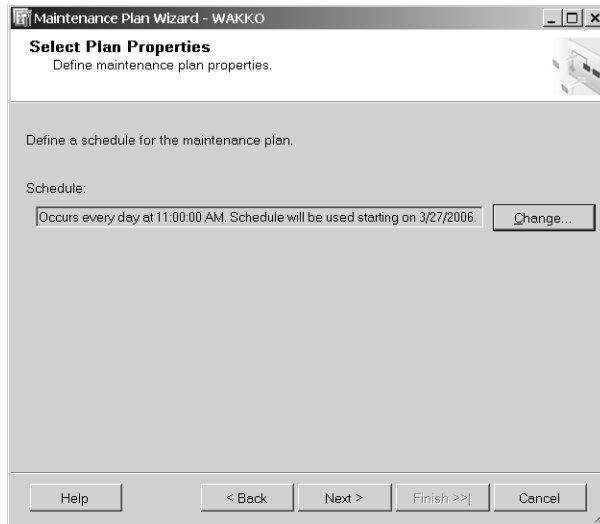 Maintenance Plan Wizard - WAKKO
Select Plan Properties
Define maintenance plan properties.
Define a schedule for the maintenance plan.
Schedule:
Occurs every day at 11:00:00 AM. Schedule will be used starting on 3/27/2006.
Change...
Help
< Back
Next >
Finish >>|
Cancel